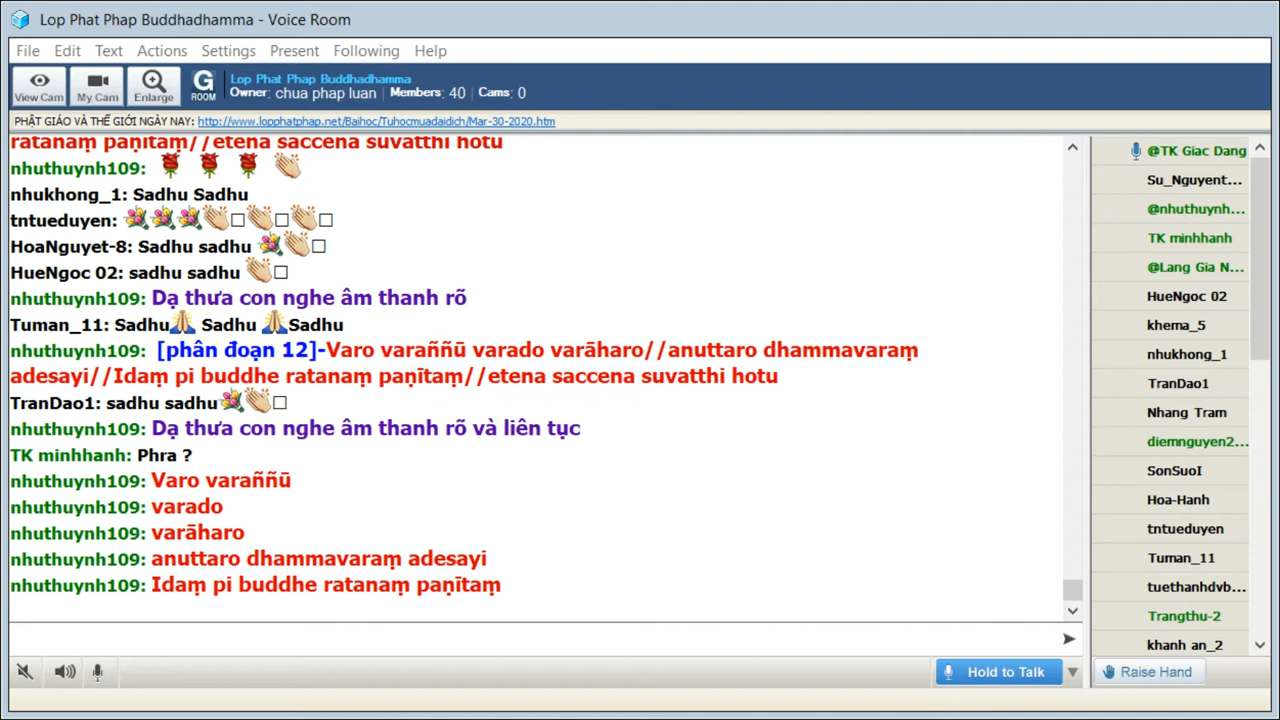 Lop Phat Phap Buddhadhamma - Voice Room
File Edit Text Actions Settings Present Following Help
View Cam My Cam Enlarge G ROOM
Lop Phat Phap Buddhadhamma
Owner: chua phap luan Members: 40 Cams: 0
PHẬT GIÁO VÀ THẾ GIỚI NGÀY NAY: http://www.lopphatphap.net/Baihoc/Tuhocmuadaidich/Mar-30-2020.htm
ratanaṃ paṇītaṃ//etena saccena suvatthi hotu
nhuthuynh109:
nhukhong_1: Sadhu Sadhu
tntueduyen:
HoaNguyet-8: Sadhu sadhu
HueNgoc 02: sadhu sadhu
nhuthuynh109: Dạ thưa con nghe âm thanh rõ
Tuman_11: Sadhu🙏 Sadhu 🙏Sadhu
nhuthuynh109: [phân đoạn 12]-Varo varaññū varado varāharo//anuttaro dhammavaraṃ
adesayi//Idaṃ pi buddhe ratanaṃ paṇītaṃ//etena saccena suvatthi hotu
TranDao1: sadhu sadhu
nhuthuynh109: Dạ thưa con nghe âm thanh rõ và liên tục
TK minhhanh: Phra ?
nhuthuynh109: Varo varaññū
nhuthuynh109: varado
nhuthuynh109: varāharo
nhuthuynh109: anuttaro dhammavaraṃ adesayi
nhuthuynh109: Idaṃ pi buddhe ratanaṃ paṇītaṃ
@TK Giac Dang
Su_Nguyent...
@nhuthuynh...
TK minhhanh
@Lang Gia N...
HueNgoc 02
khema_5
nhukhong_1
TranDao1
Nhang Tram
diemnguyen2...
SonSuoI
Hoa-Hanh
tntueduyen
Tuman_11
tuethanhdvb...
Trangthu-2
khanh an_2
Hold to Talk
Raise Hand